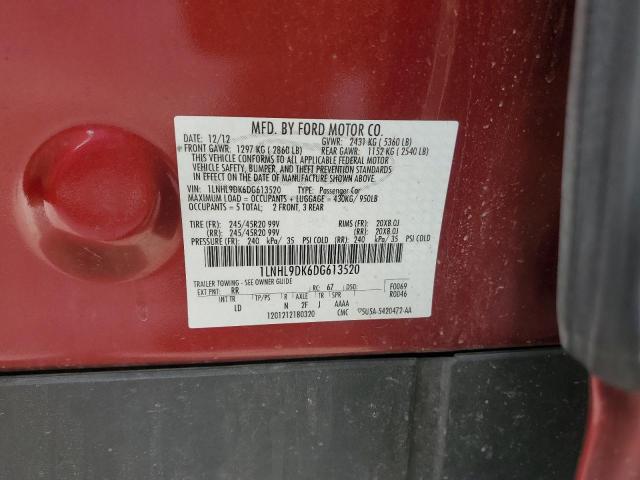 MFD. BY FORD MOTOR CO.
DATE: 12/12 GVWR: 2431 KG ( 5360 LB)
FRONT GAWR: 1297 KG ( 2860 LB) REAR GAWR: 1152 KG ( 2540 LB)
THIS VEHICLE CONFORMS TO ALL APPLICABLE FEDERAL MOTOR
VEHICLE SAFETY, BUMPER, AND THEFT PREVENTION STANDARDS
IN EFFECT ON THE DATE OF MANUFACTURE SHOWN ABOVE.
VIN: 1LNHL9DK6DG613520 TYPE: Passenger Car
MAXIMUM LOAD = OCCUPANTS + LUGGAGE = 430KG/ 950LB
OCCUPANTS = 5 TOTAL; 2 FRONT, 3 REAR
TIRE (FR): 245/45R20 99V RIMS (FR): 20X8.0J
(RR): 245/45R20 99V (RR): 20X8.0J
PRESSURE (FR): 240 kPa/ 35 PSI COLD (RR): 240 kPa/ 35 PSI COLD
1LNHL9DK6DG613520
TRAILER TOWING - SEE OWNER GUIDE
EXT PNT: RR RC: 67 DSO: F0069
INT TR TP/PS R AXLE TR SPR R0046
LD N 2F J AAAA
1201212180320 CMC 5U5A-5420472-AA